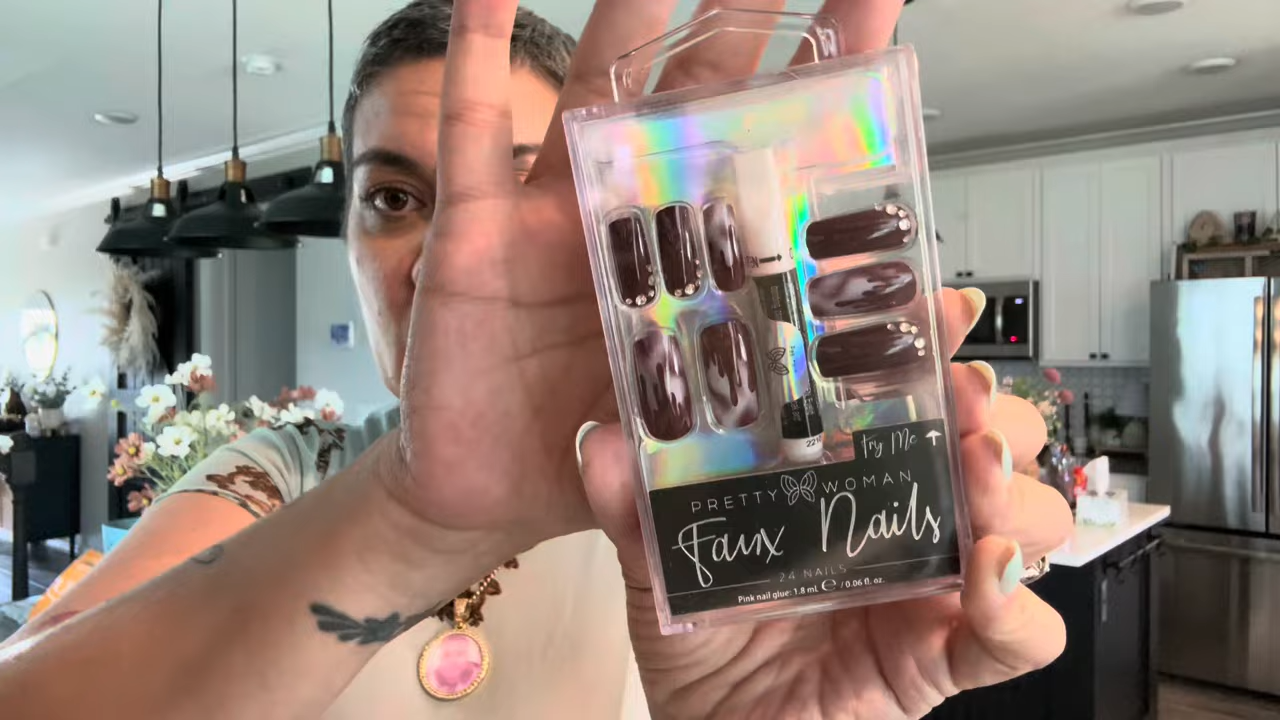 Try Me
PRETTY WOMAN
Faux Nails
24 NAILS
Pink nail glue: 1.8 ml ℮ / 0.06 fl. oz.